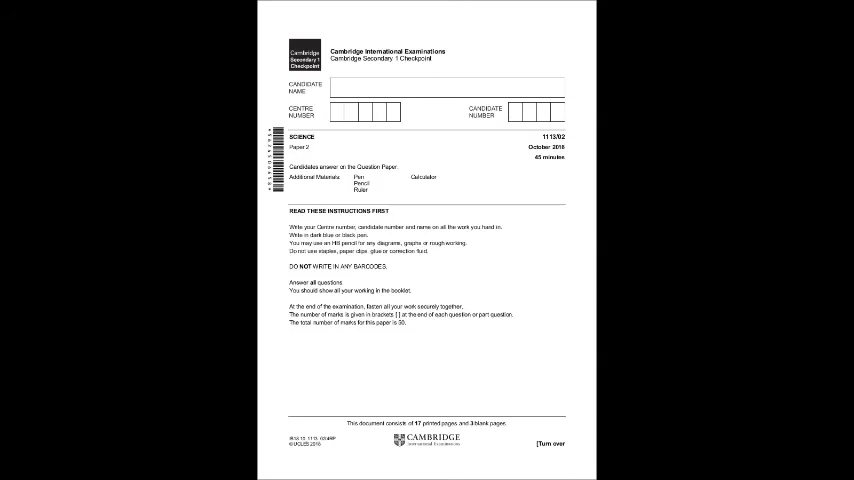 Cambridge
Secondary 1
Checkpoint
Cambridge International Examinations
Cambridge Secondary 1 Checkpoint
CANDIDATE
NAME
CENTRE
NUMBER
CANDIDATE
NUMBER
SCIENCE 1113/02
Paper 2 October 2018
45 minutes
Candidates answer on the Question Paper.
Additional Materials: Pen Calculator
Pencil
Ruler
READ THESE INSTRUCTIONS FIRST
Write your Centre number, candidate number and name on all the work you hand in.
Write in dark blue or black pen.
You may use an HB pencil for any diagrams, graphs or rough working.
Do not use staples, paper clips, glue or correction fluid.
DO NOT WRITE IN ANY BARCODES.
Answer all questions.
You should show all your working in the booklet.
At the end of the examination, fasten all your work securely together.
The number of marks is given in brackets [ ] at the end of each question or part question.
The total number of marks for this paper is 50.
This document consists of 17 printed pages and 3 blank pages.
© UCLES 2018
CAMBRIDGE
International Examinations
[Turn over